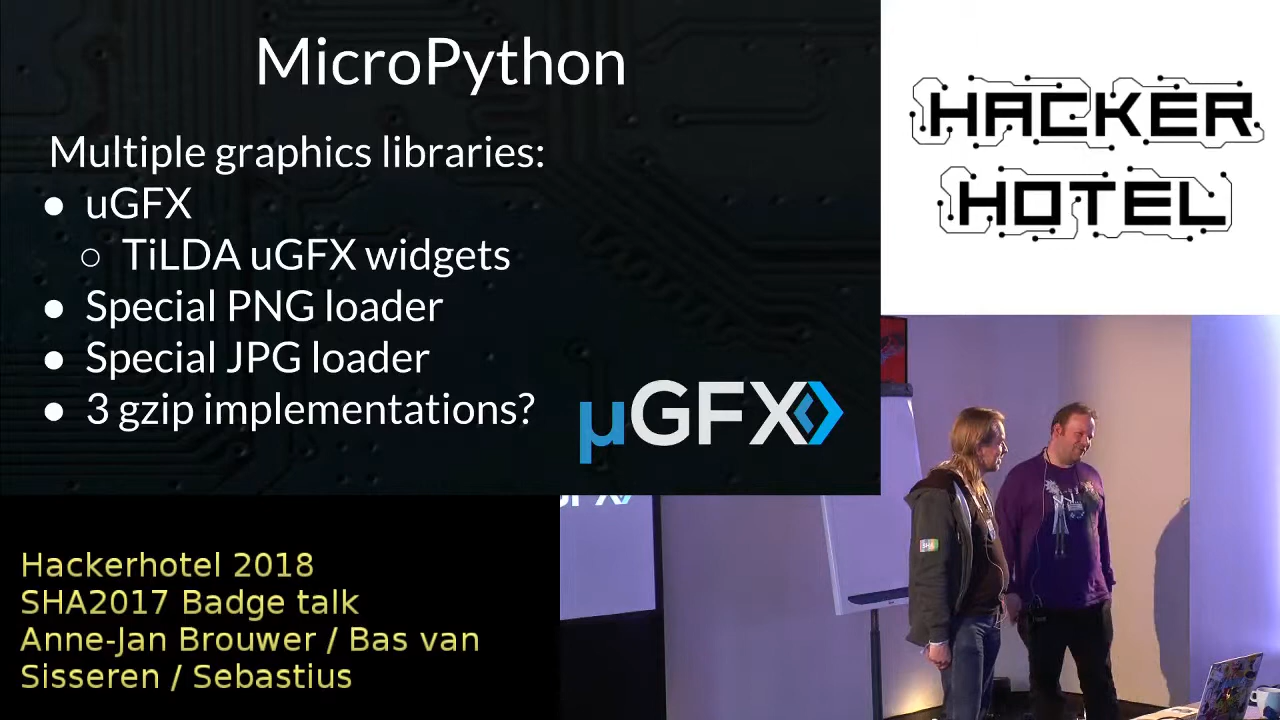 MicroPython
Multiple graphics libraries:
● uGFX
○ TiLDA uGFX widgets
● Special PNG loader
● Special JPG loader
● 3 gzip implementations?
µGFX
HACKER
HOTEL
Hackerhotel 2018
SHA2017 Badge talk
Anne-Jan Brouwer / Bas van
Sisseren / Sebastius